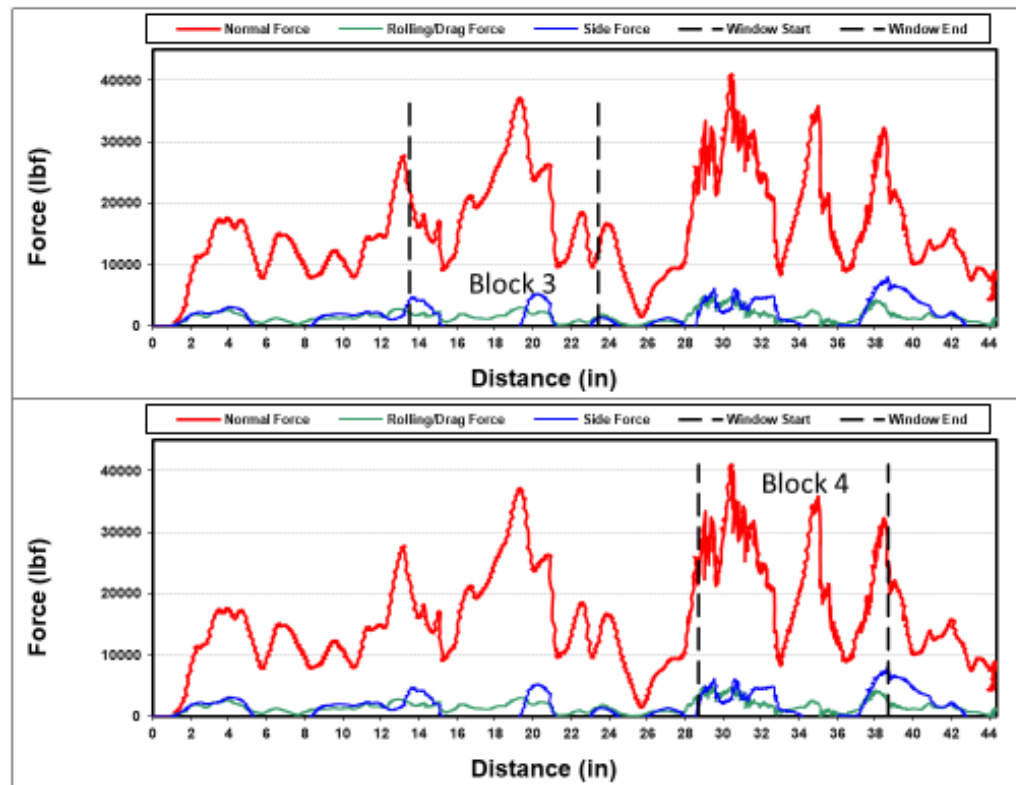 Normal Force Rolling/Drag Force Side Force Window Start Window End
40000
30000
20000
10000
0
Force (lbf)
Block 3
0 2 4 6 8 10 12 14 16 18 20 22 24 26 28 30 32 34 36 38 40 42 44
Distance (in)
Normal Force Rolling/Drag Force Side Force Window Start Window End
40000
30000
20000
10000
0
Force (lbf)
Block 4
0 2 4 6 8 10 12 14 16 18 20 22 24 26 28 30 32 34 36 38 40 42 44
Distance (in)